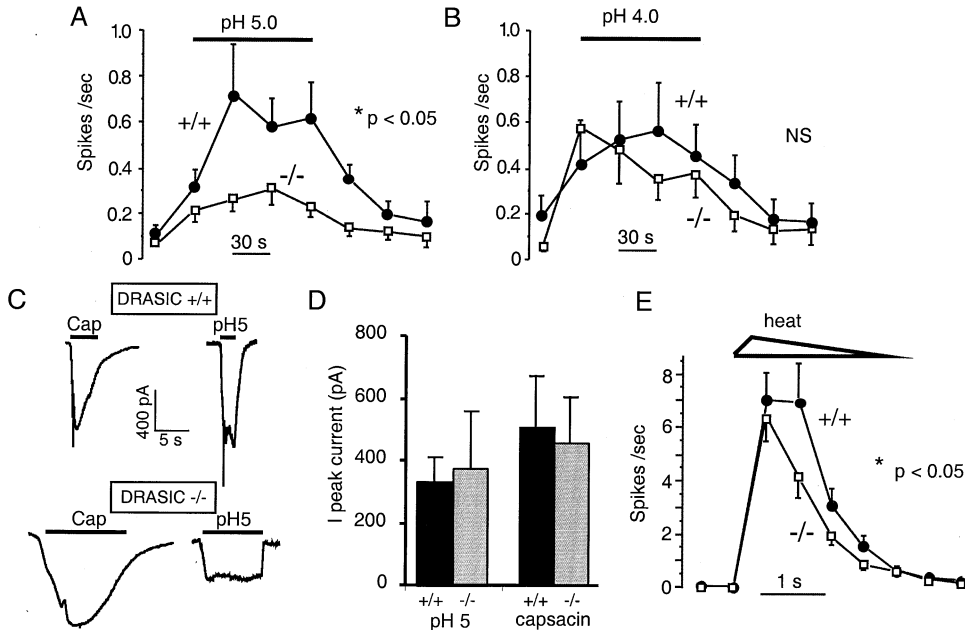 A
pH 5.0
1.0
0.8
0.6
0.4
0.2
0
Spikes /sec
+/+
-/-
* p < 0.05
30 s
B
pH 4.0
1.0
0.8
0.6
0.4
0.2
0
Spikes /sec
+/+
-/-
NS
30 s
C
DRASIC +/+
Cap
pH5
400 pA
5 s
DRASIC -/-
Cap
pH5
D
800
600
400
200
0
I peak current (pA)
+/+ -/- +/+ -/-
pH 5 capsacin
E
heat
8
6
4
2
0
Spikes /sec
+/+
-/-
* p < 0.05
1 s